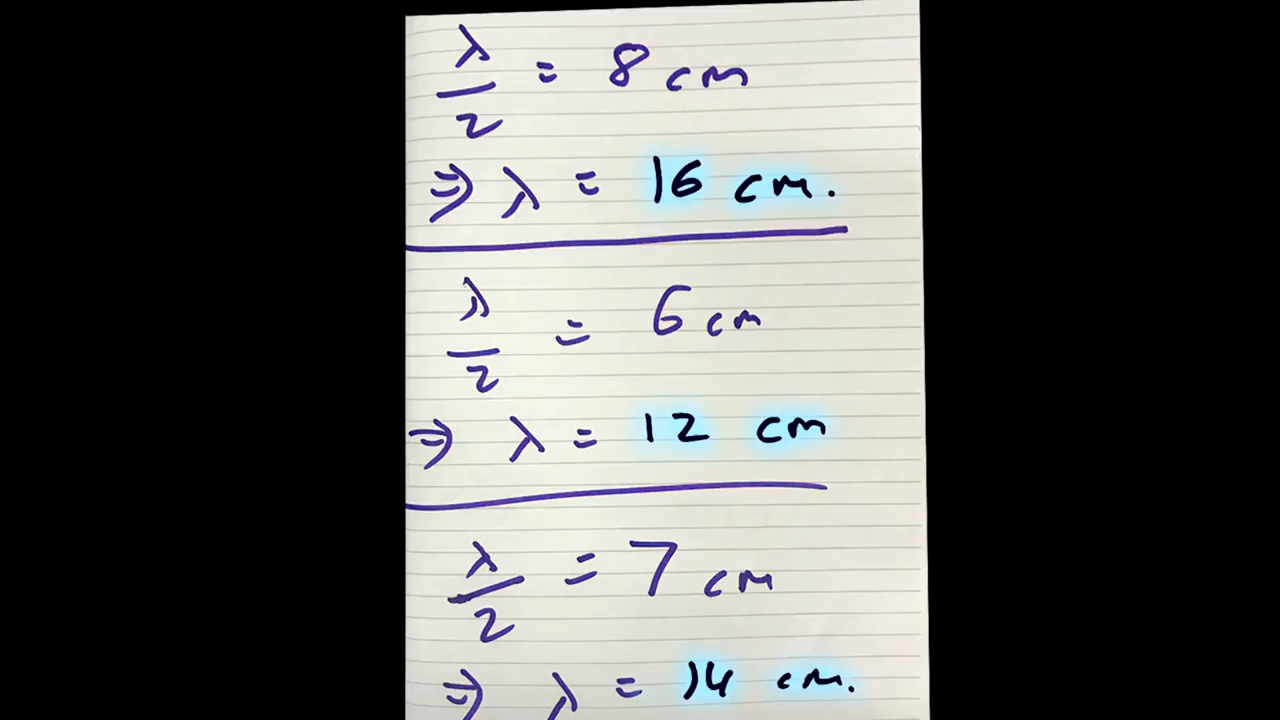 λ/2 = 8 cm
⇒ λ = 16 cm.
λ/2 = 6 cm
⇒ λ = 12 cm
λ/2 = 7 cm
⇒ λ = 14 cm.